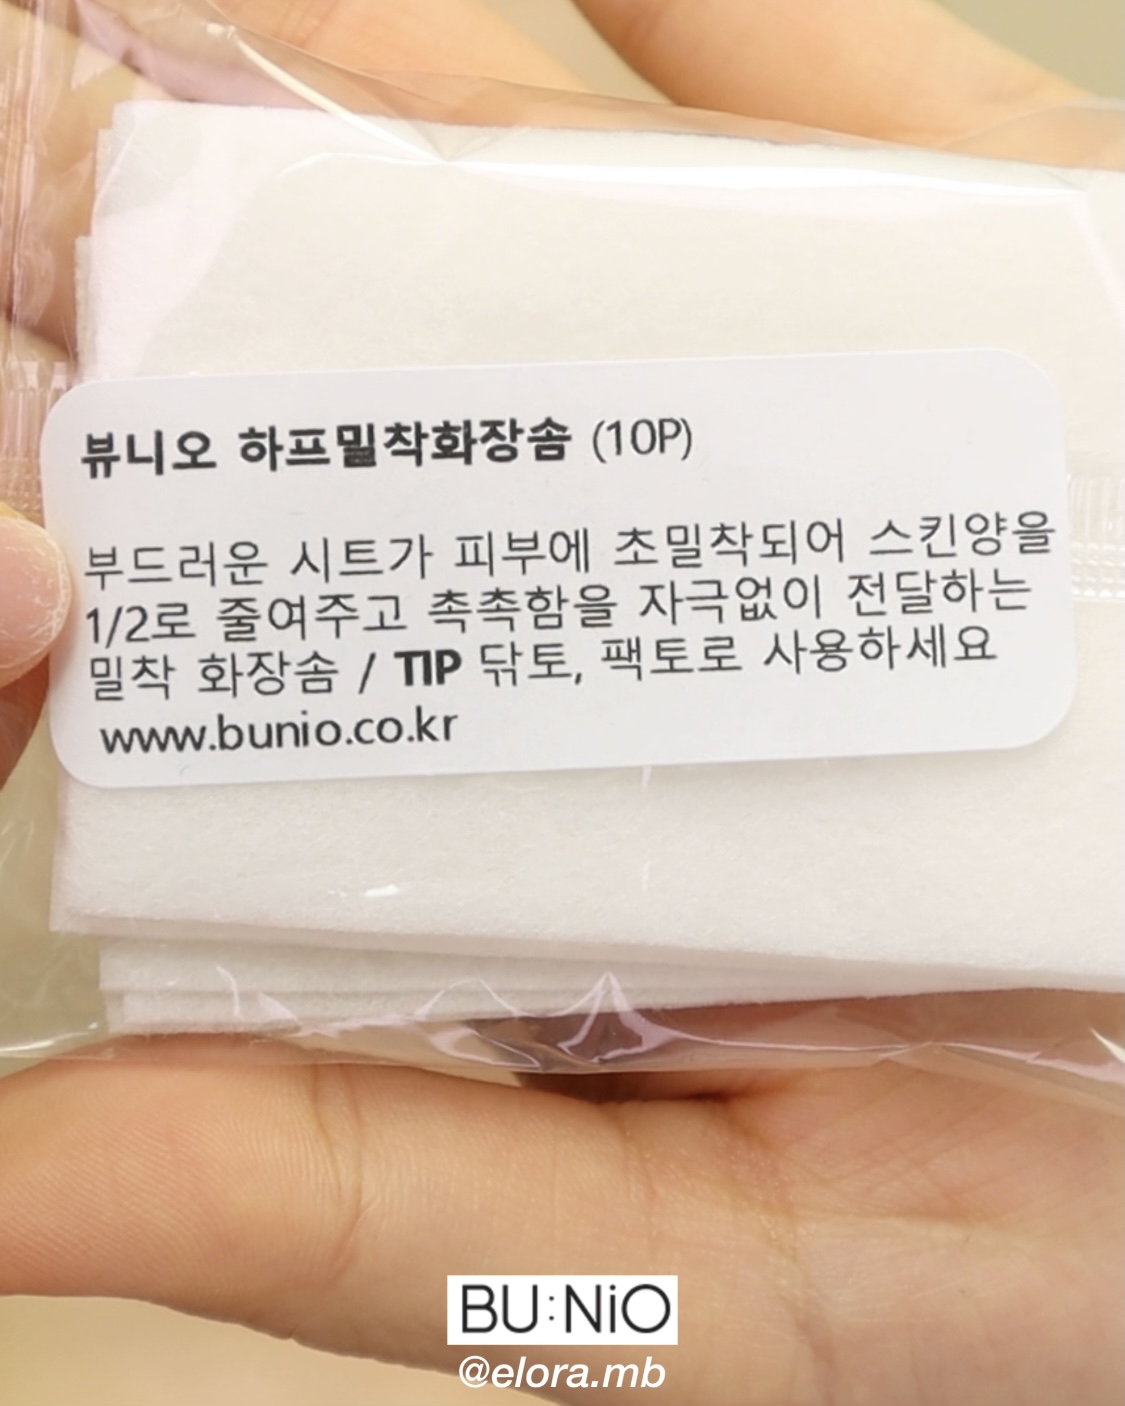 뷰니오 하프밀착화장솜 (10P)
부드러운 시트가 피부에 초밀착되어 스킨양을
1/2로 줄여주고 촉촉함을 자극없이 전달하는
밀착 화장솜 / TIP 닦토, 팩토로 사용하세요
www.bunio.co.kr
BU:NiO
@elora.mb